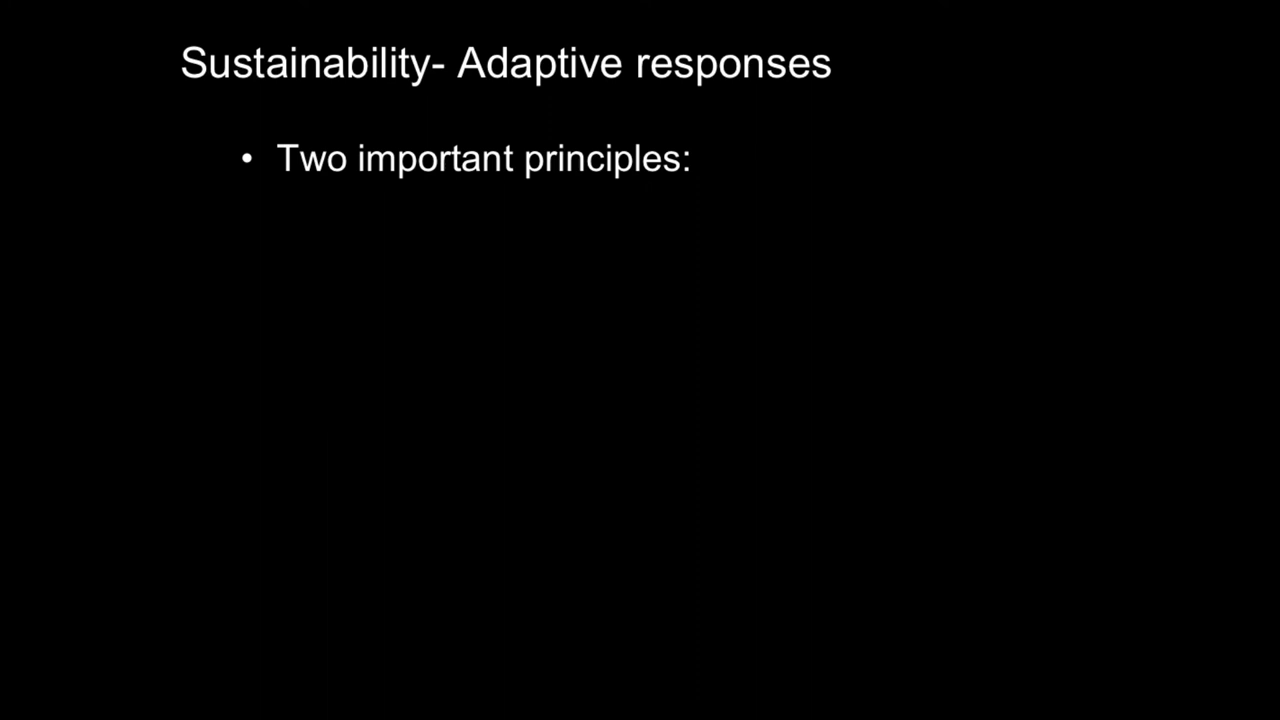 Sustainability- Adaptive responses
• Two important principles: